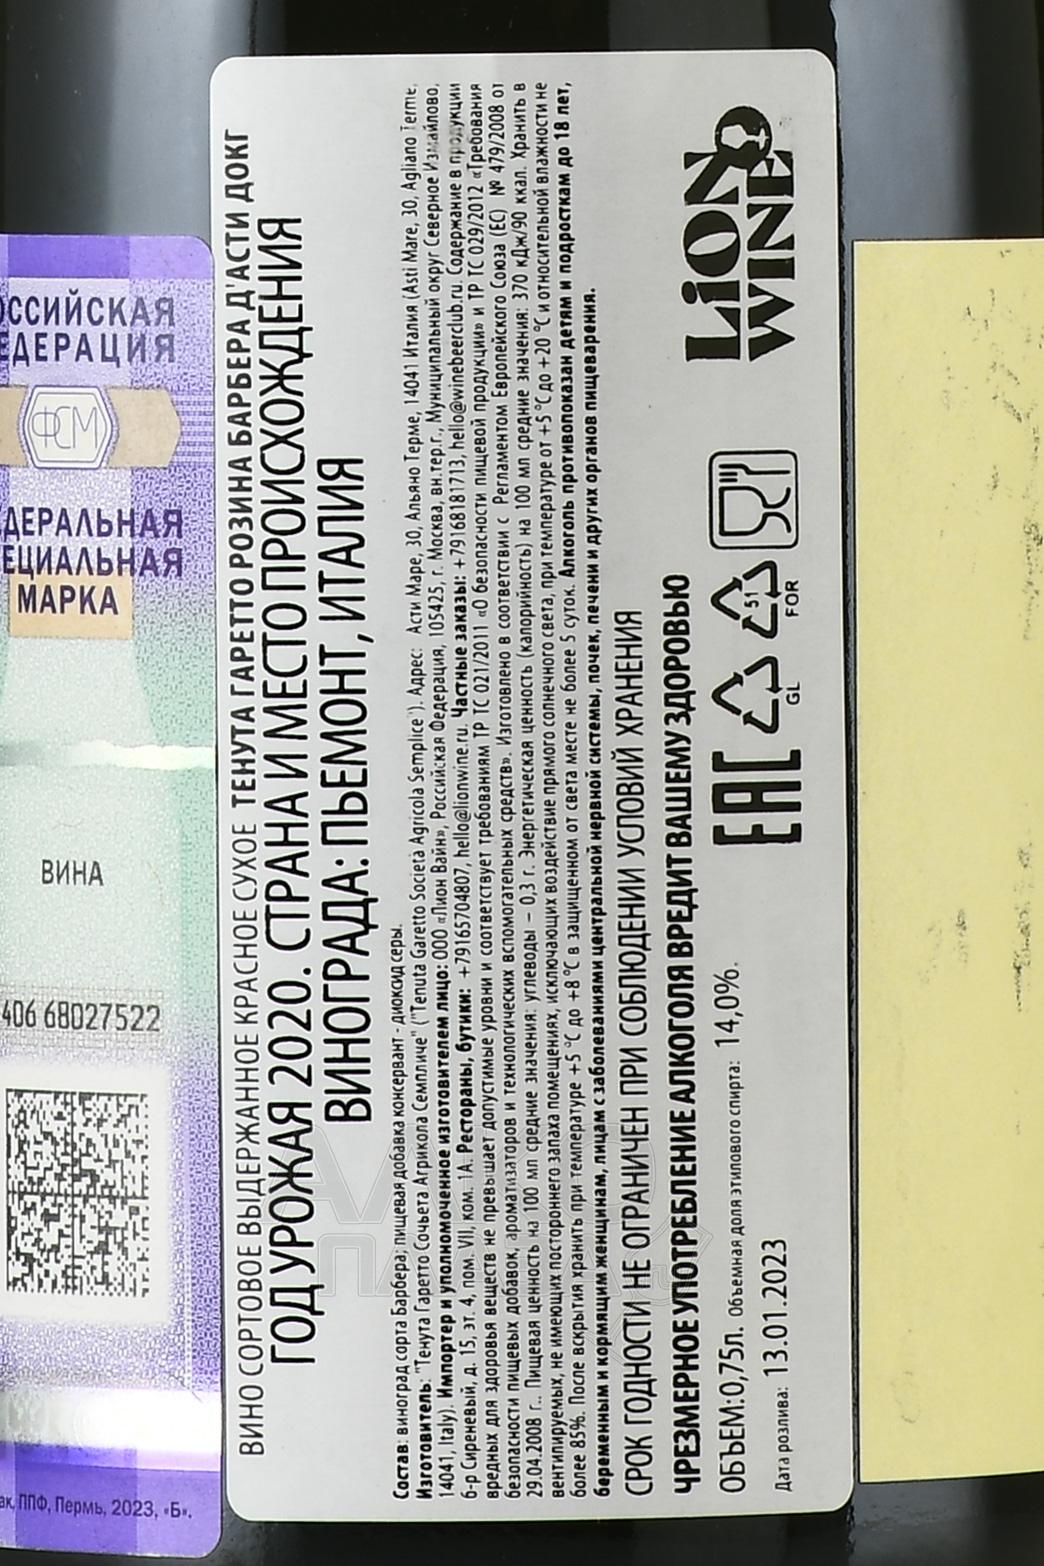 РОССИЙСКАЯ
ФЕДЕРАЦИЯ
ФСМ
ФЕДЕРАЛЬНАЯ
СПЕЦИАЛЬНАЯ
МАРКА
ВИНА
406 68027522
ППФ, Пермь, 2023, «Б».
ВИНО СОРТОВОЕ ВЫДЕРЖАННОЕ КРАСНОЕ СУХОЕ ТЕНУТА ГАРЕТТО РОЗИНА БАРБЕРА Д'АСТИ ДОКГ
ГОД УРОЖАЯ 2020. СТРАНА И МЕСТО ПРОИСХОЖДЕНИЯ
ВИНОГРАДА: ПЬЕМОНТ, ИТАЛИЯ
Состав: виноград сорта Барбера; пищевая добавка консервант - диоксид серы.
Изготовитель: "Тенута Гаретто Сочьета Агрикола Семпличе" ("Tenuta Garetto Società Agricola Semplice"). Адрес: Асти Маре, 30, Альяно Терме, 14041 Италия (Asti Mare, 30, Agliano Terme,
14041, Italy). Импортер и уполномоченное изготовителем лицо: ООО «Лион Вайн», Российская Федерация, 105425, г. Москва, вн.тер.г., Муниципальный округ Северное Измайлово,
б-р Сиреневый, д. 15, эт. 4, пом. VII, ком. 1А. Рестораны, бутики: +79165704807, hello@lionwine.ru. Частные заказы: +79168181713, hello@winebeerclub.ru. Содержание в продукции
вредных для здоровья веществ не превышает допустимые уровни и соответствует требованиям ТР ТС 021/2011 «О безопасности пищевой продукции» и ТР ТС 029/2012 «Требования
безопасности пищевых добавок, ароматизаторов и технологических вспомогательных средств». Изготовлено в соответствии с Регламентом Европейского Союза (ЕС) № 479/2008 от
29.04.2008 г.. Пищевая ценность на 100 мл средние значения: углеводы – 0,3 г. Энергетическая ценность (калорийность) на 100 мл средние значения: 370 кДж/90 ккал. Хранить в
вентилируемых, не имеющих постороннего запаха помещениях, исключающих воздействие прямого солнечного света, при температуре от +5 °С до +20 °С и относительной влажности не
более 85%. После вскрытия хранить при температуре +5 °С до +8 °С в защищенном от света месте не более 5 суток. Алкоголь противопоказан детям и подросткам до 18 лет,
беременным и кормящим женщинам, лицам с заболеваниями центральной нервной системы, почек, печени и других органов пищеварения.
СРОК ГОДНОСТИ НЕ ОГРАНИЧЕН ПРИ СОБЛЮДЕНИИ УСЛОВИЙ ХРАНЕНИЯ
ЧРЕЗМЕРНОЕ УПОТРЕБЛЕНИЕ АЛКОГОЛЯ ВРЕДИТ ВАШЕМУ ЗДОРОВЬЮ
ОБЪЕМ:0,75л. Объемная доля этилового спирта: 14,0%.
Дата розлива: 13.01.2023
EAC
GL
51
FOR
LION
WINE